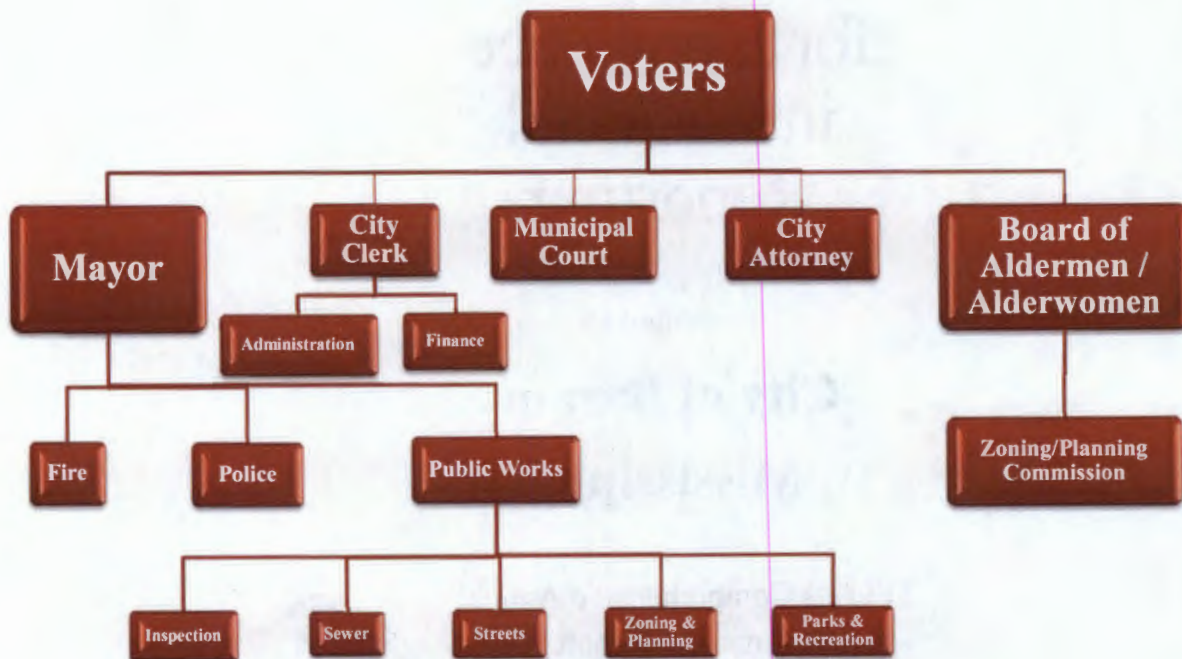 Voters
Mayor
City
Clerk
Municipal
Court
City
Attorney
Board of
Aldermen /
Alderwomen
Administration
Finance
Fire
Police
Public Works
Zoning/Planning
Commission
Inspection
Sewer
Streets
Zoning &
Planning
Parks &
Recreation